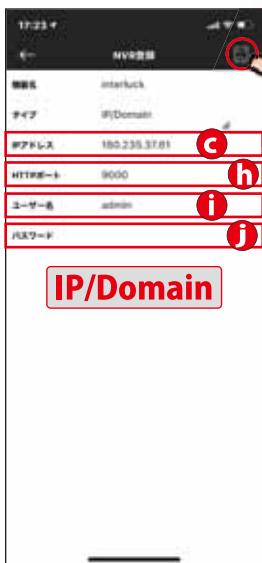 17:23
NVR登録
機器名 interluck
タイプ IP/Domain
IPアドレス 180.235.37.61 c
HTTPポート 9000 h
ユーザー名 admin i
パスワード j
IP/Domain